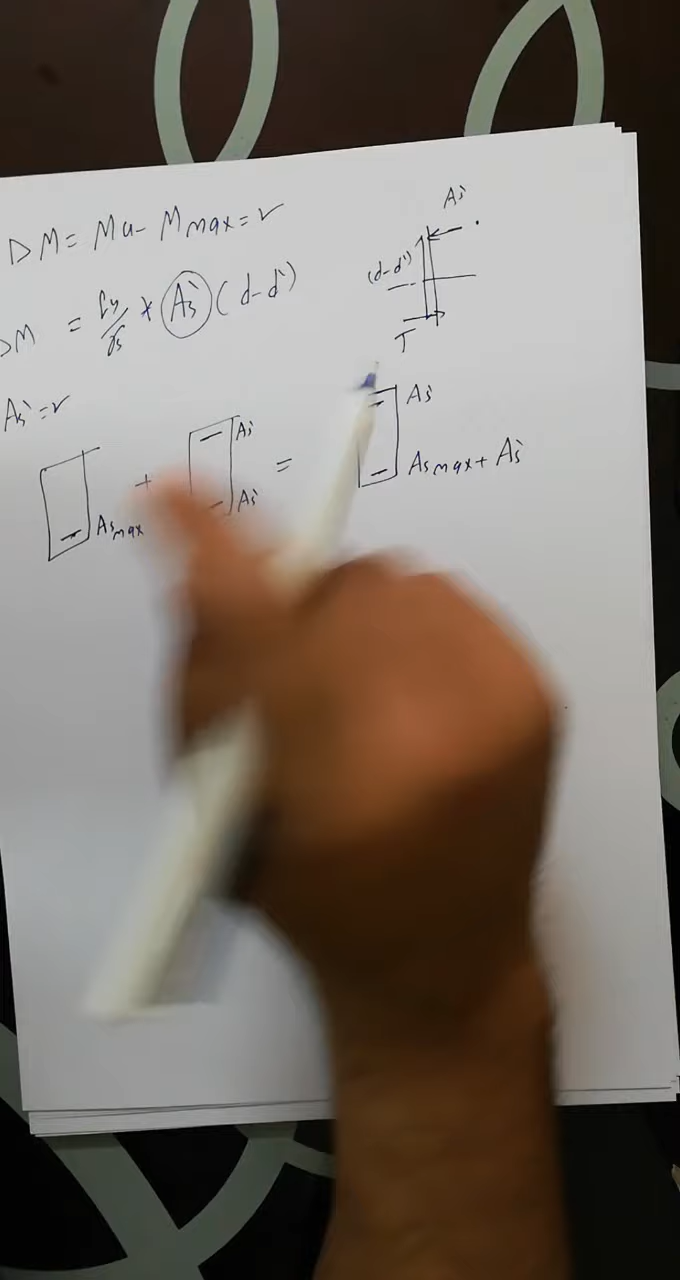 ΔM = Mu - Mmax = ✓
As'
(d-d')
ΔM = fy/γs * As' (d-d')
T
As' = ✓
As' As'
+ = Asmax + As'
Asmax As'